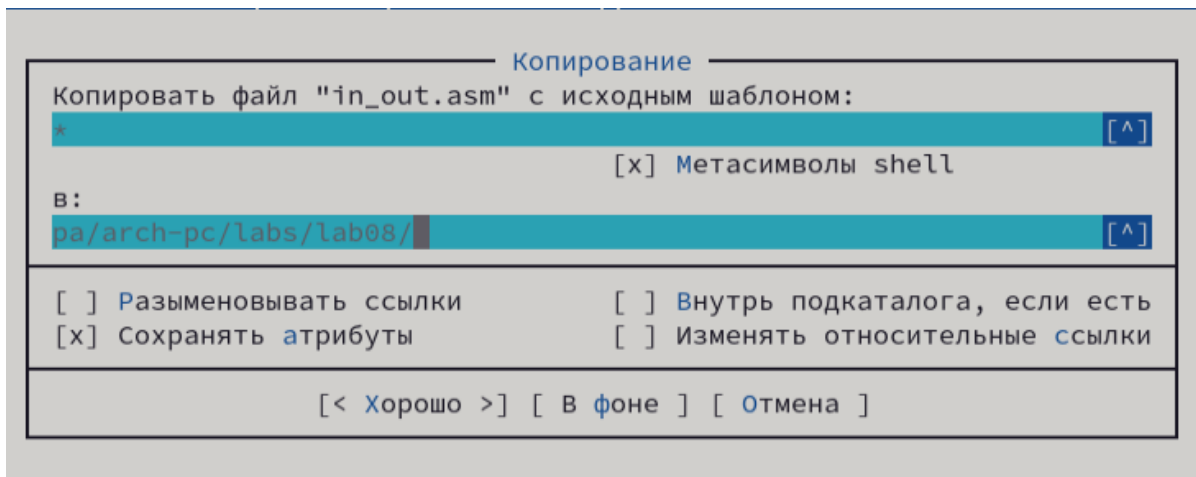 Копирование
Копировать файл "in_out.asm" с исходным шаблоном:
* [^]
[x] Метасимволы shell
в:
pa/arch-pc/labs/lab08/ [^]
[ ] Разыменовывать ссылки [ ] Внутрь подкаталога, если есть
[x] Сохранять атрибуты [ ] Изменять относительные ссылки
[< Хорошо >] [ В фоне ] [ Отмена ]